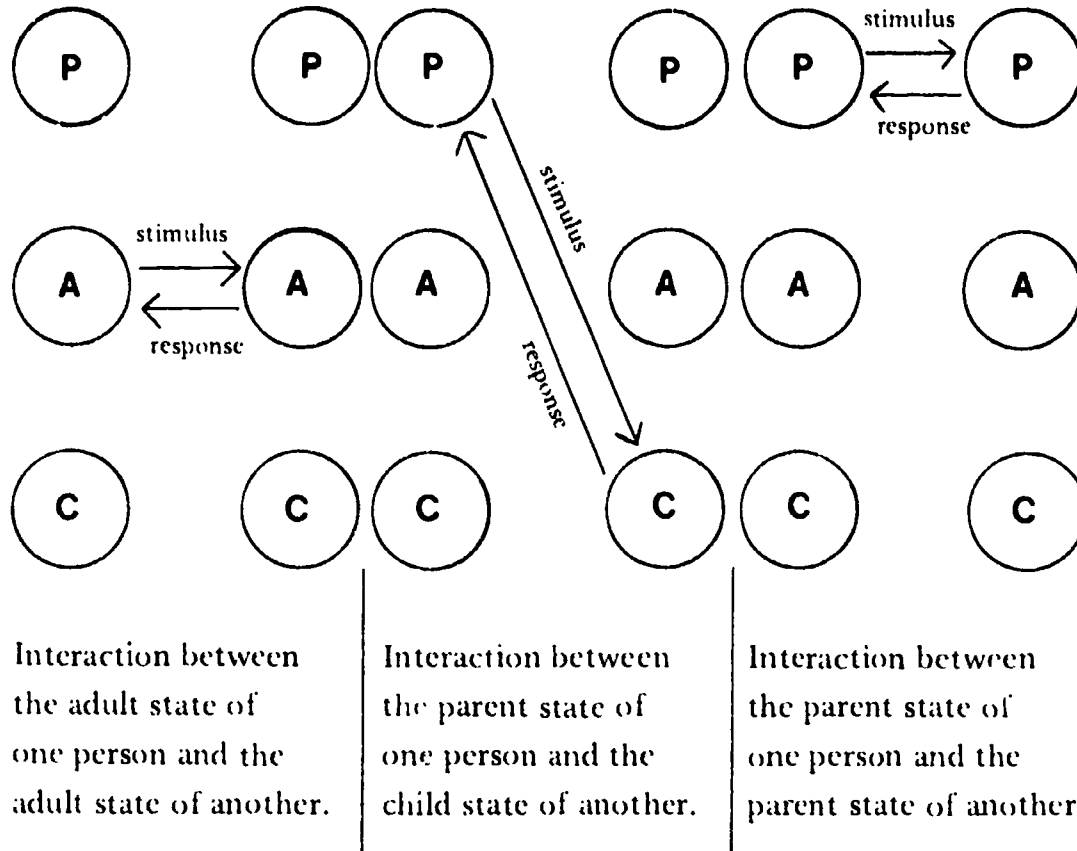 P P P P P P
stimulus
response
stimulus
response
A A A A A A
stimulus
response
C C C C C C
Interaction between
the adult state of
one person and the
adult state of another.
Interaction between
the parent state of
one person and the
child state of another.
Interaction between
the parent state of
one person and the
parent state of another